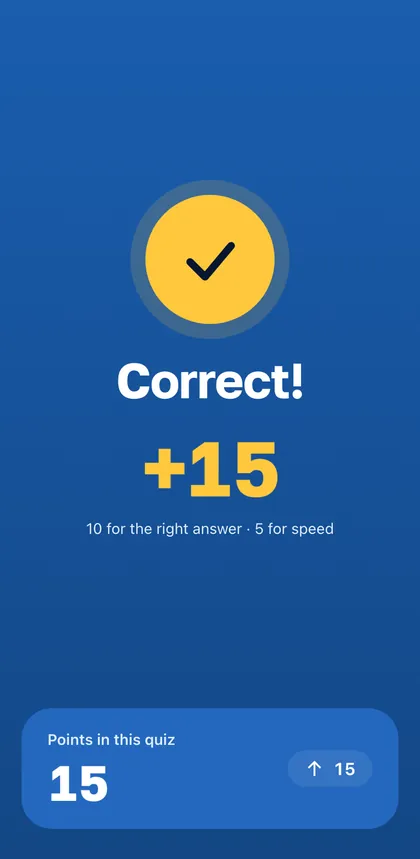 Correct!
+15
10 for the right answer · 5 for speed
Points in this quiz
15
↑ 15